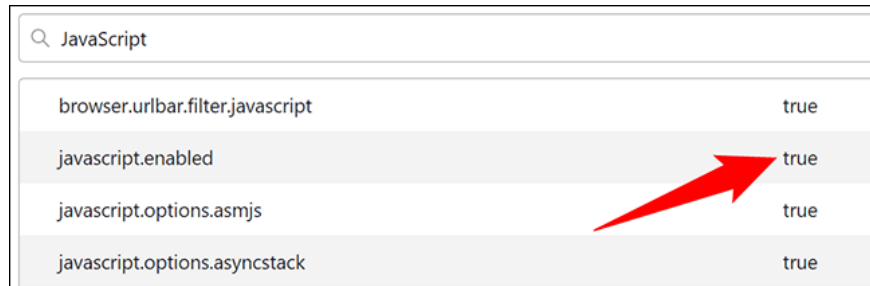 JavaScript
browser.urlbar.filter.javascript true
javascript.enabled true
javascript.options.asmjs true
javascript.options.asyncstack true